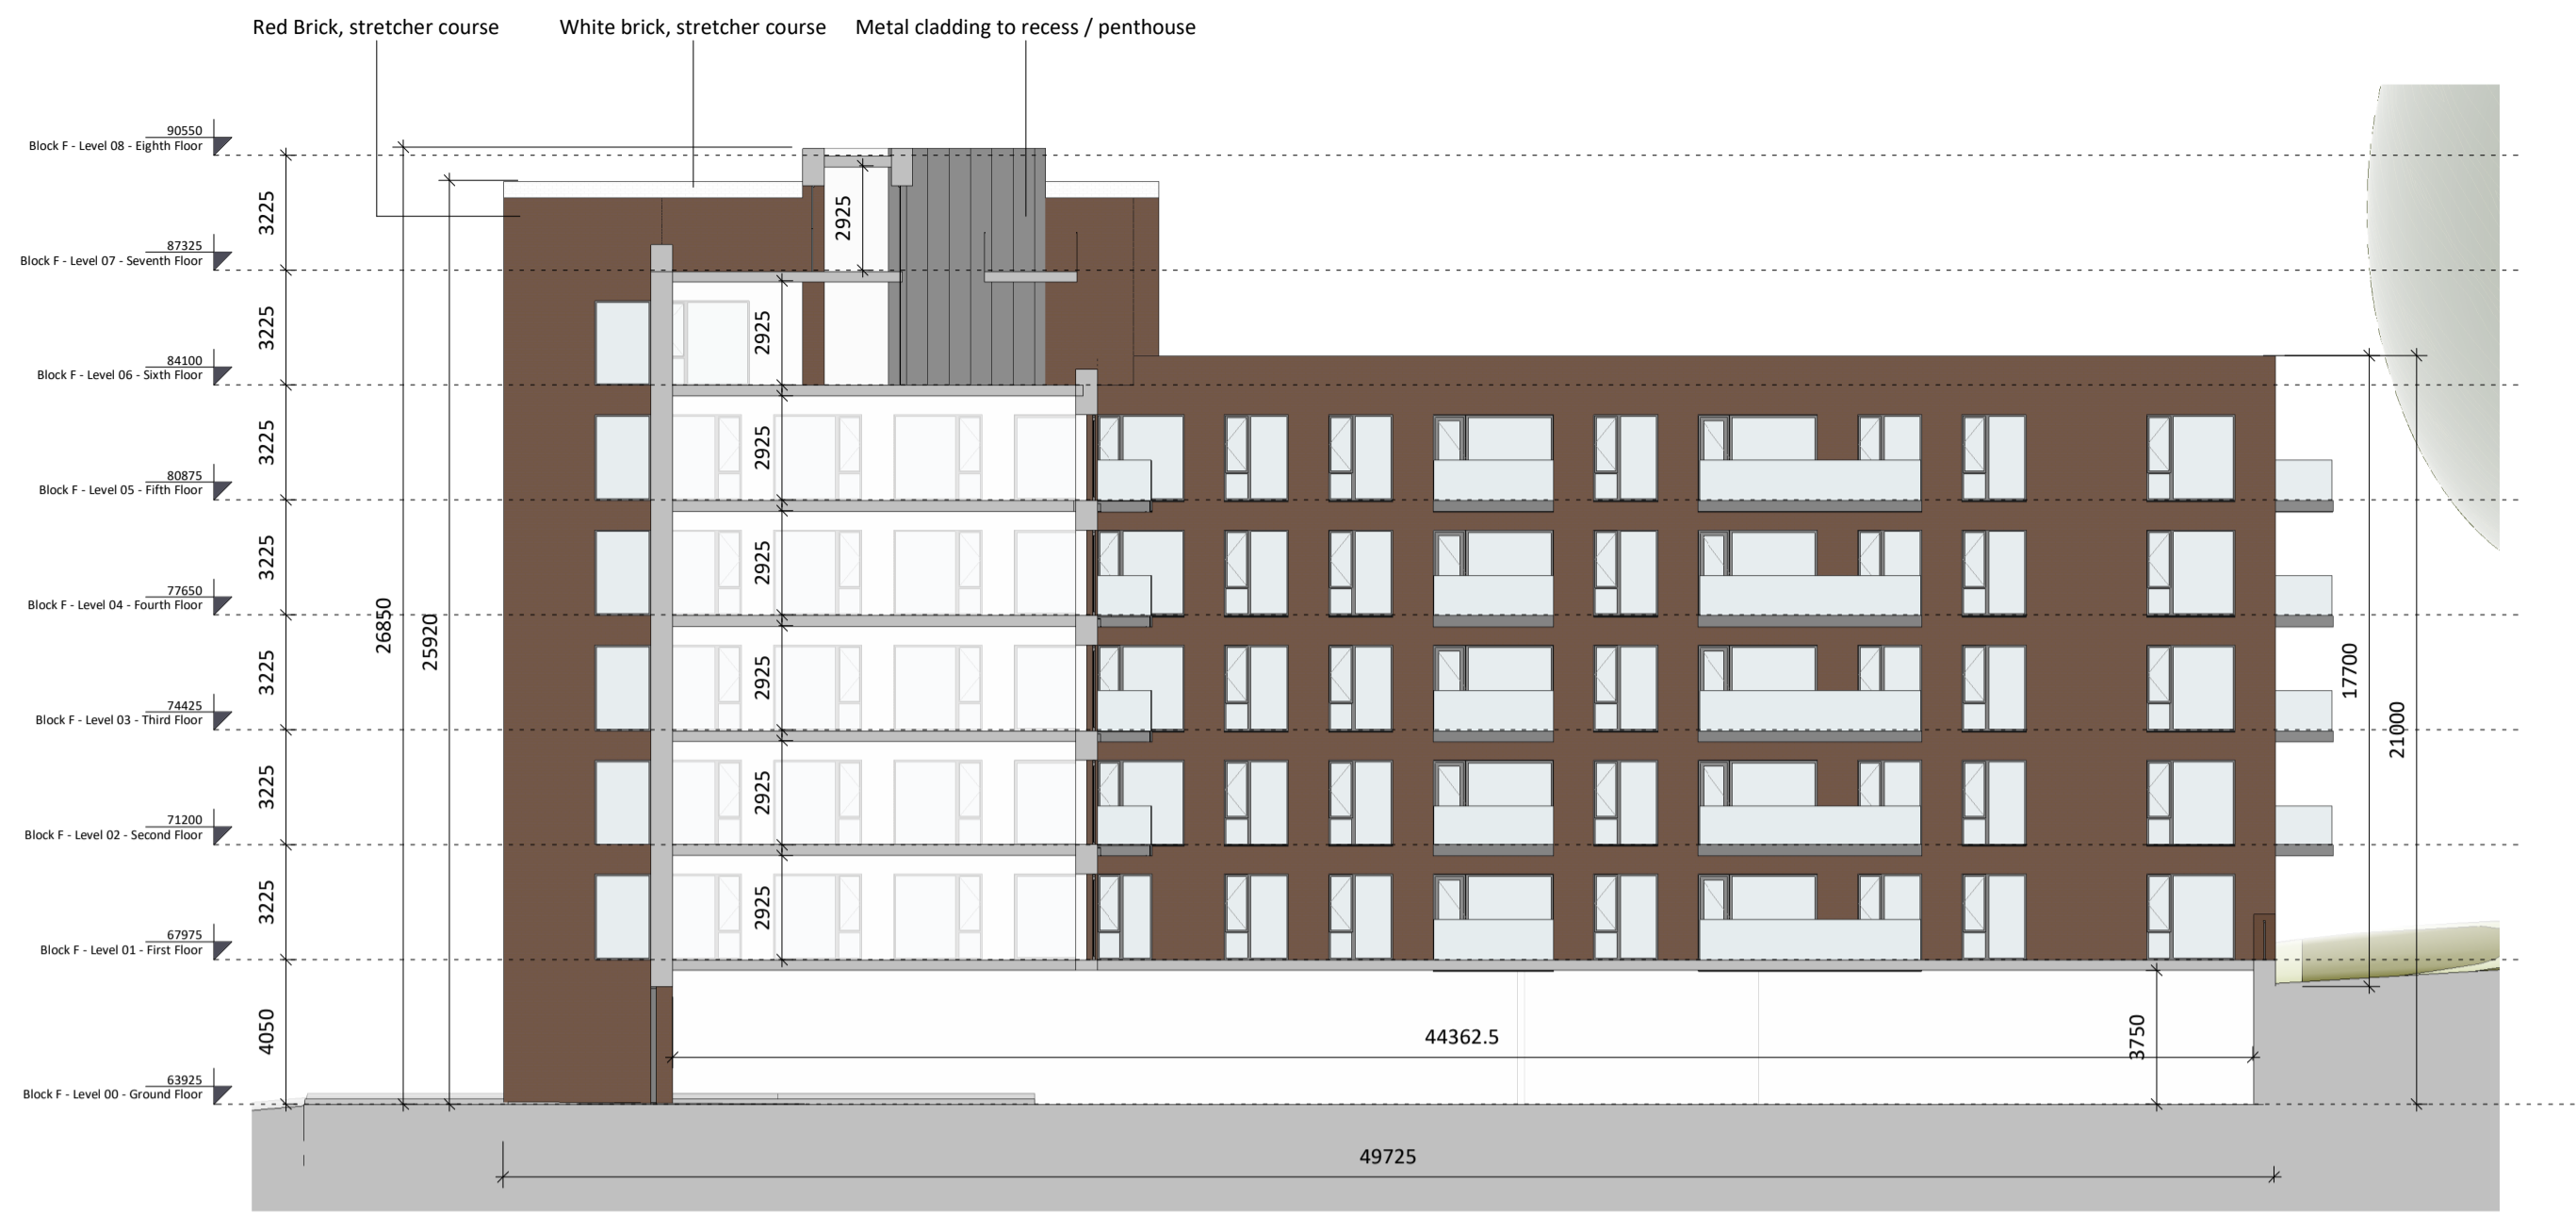 Red Brick, stretcher course
White brick, stretcher course
Metal cladding to recess / penthouse
90550
Block F - Level 08 - Eighth Floor
3225
87325
Block F - Level 07 - Seventh Floor
3225
84100
Block F - Level 06 - Sixth Floor
3225
80875
Block F - Level 05 - Fifth Floor
3225
77650
Block F - Level 04 - Fourth Floor
3225
74425
Block F - Level 03 - Third Floor
3225
71200
Block F - Level 02 - Second Floor
3225
67975
Block F - Level 01 - First Floor
4050
63925
Block F - Level 00 - Ground Floor
26850
25920
2925
2925
2925
2925
2925
2925
2925
17700
21000
44362.5
3750
49725